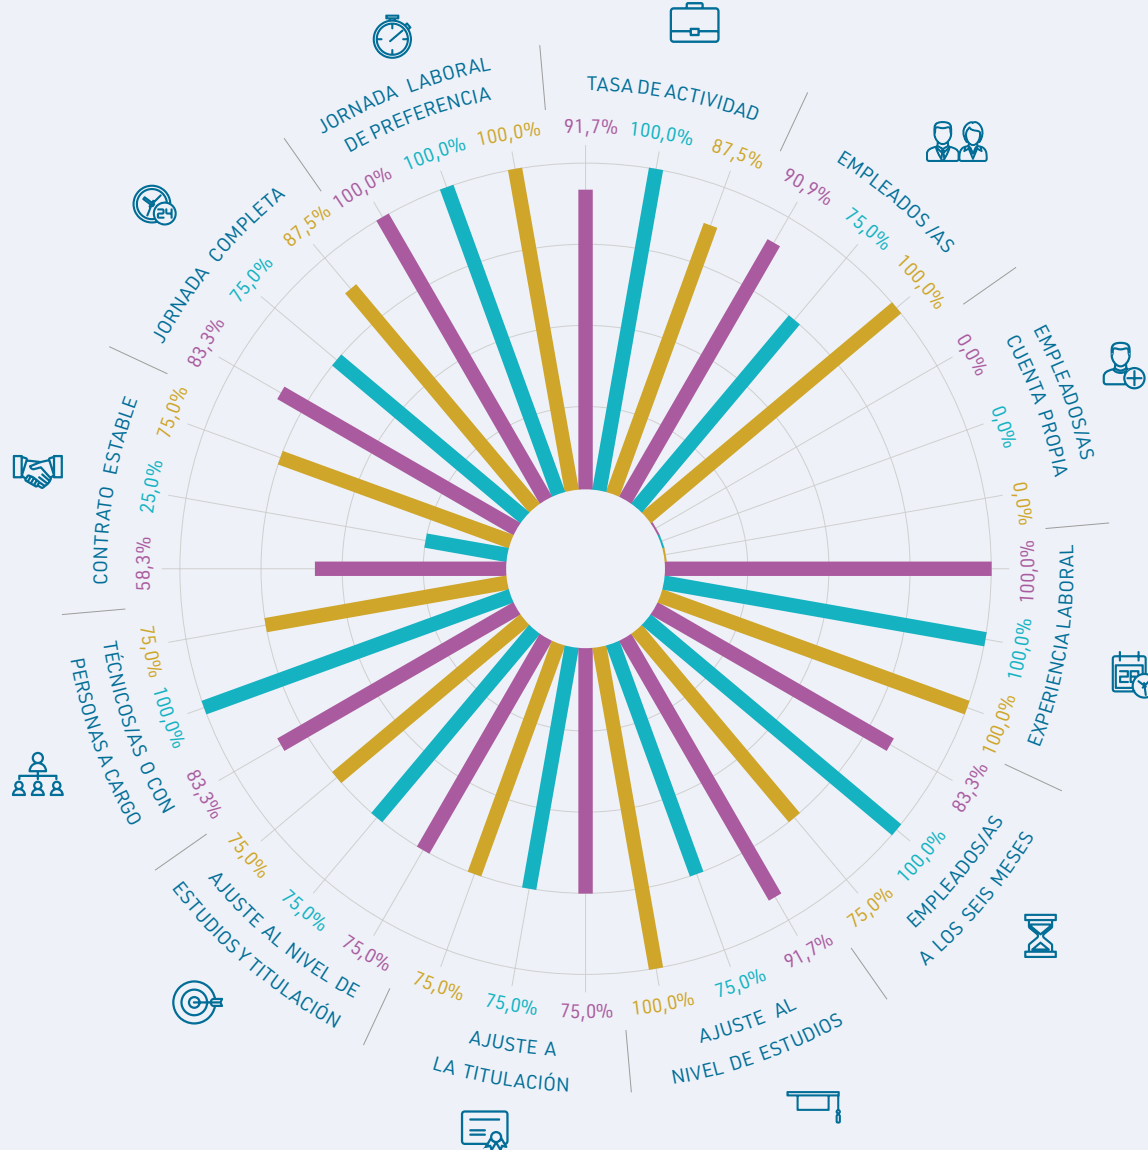 TASA DE ACTIVIDAD
91,7%
100,0%
87,5%
EMPLEADOS /AS
90,9%
75,0%
100,0%
EMPLEADOS/AS
CUENTA PROPIA
0,0%
0,0%
0,0%
EXPERIENCIA LABORAL
100,0%
100,0%
100,0%
EMPLEADOS/AS
A LOS SEIS MESES
83,3%
100,0%
75,0%
AJUSTE AL
NIVEL DE ESTUDIOS
91,7%
75,0%
100,0%
AJUSTE A
LA TITULACIÓN
75,0%
75,0%
75,0%
AJUSTE AL NIVEL DE
ESTUDIOS Y TITULACIÓN
75,0%
75,0%
75,0%
TÉCNICOS/AS O CON
PERSONAS A CARGO
83,3%
100,0%
75,0%
CONTRATO ESTABLE
58,3%
25,0%
75,0%
JORNADA COMPLETA
83,3%
75,0%
87,5%
JORNADA LABORAL
DE PREFERENCIA
100,0%
100,0%
100,0%
24